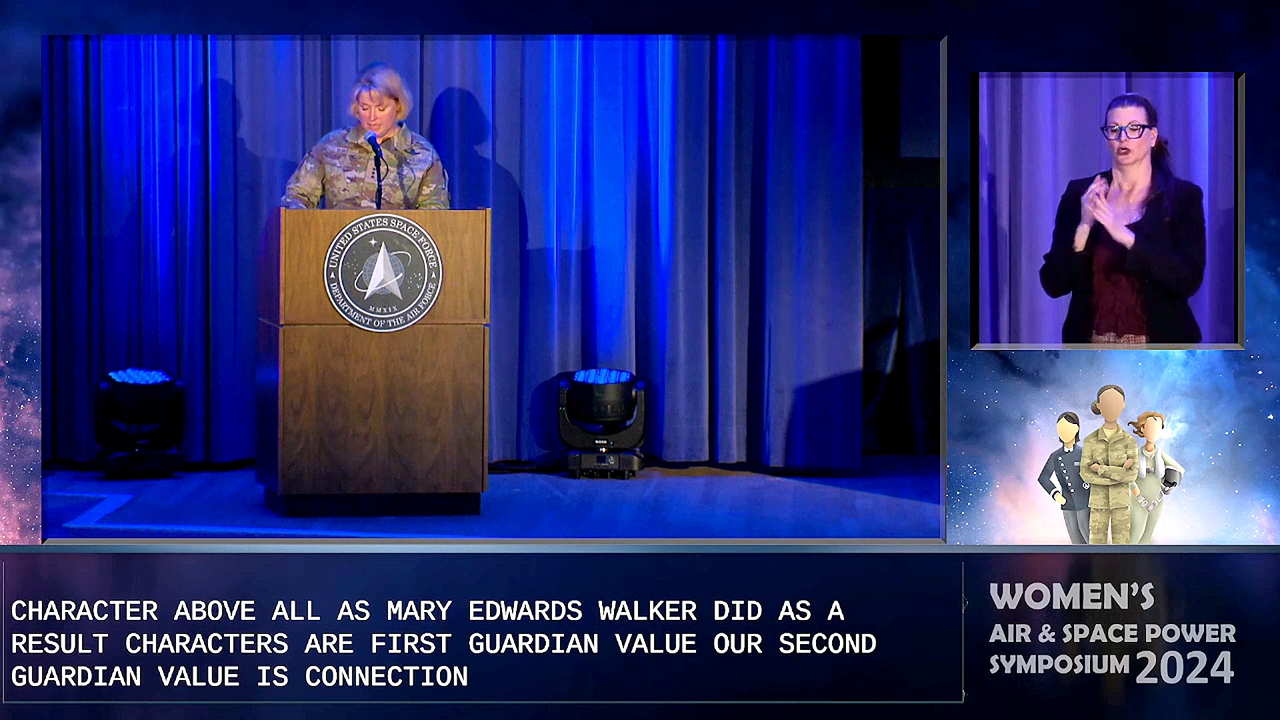 UNITED STATES SPACE FORCE
MMXIX
DEPARTMENT OF THE AIR FORCE
CHARACTER ABOVE ALL AS MARY EDWARDS WALKER DID AS A
RESULT CHARACTERS ARE FIRST GUARDIAN VALUE OUR SECOND
GUARDIAN VALUE IS CONNECTION
WOMEN'S
AIR & SPACE POWER
SYMPOSIUM 2024